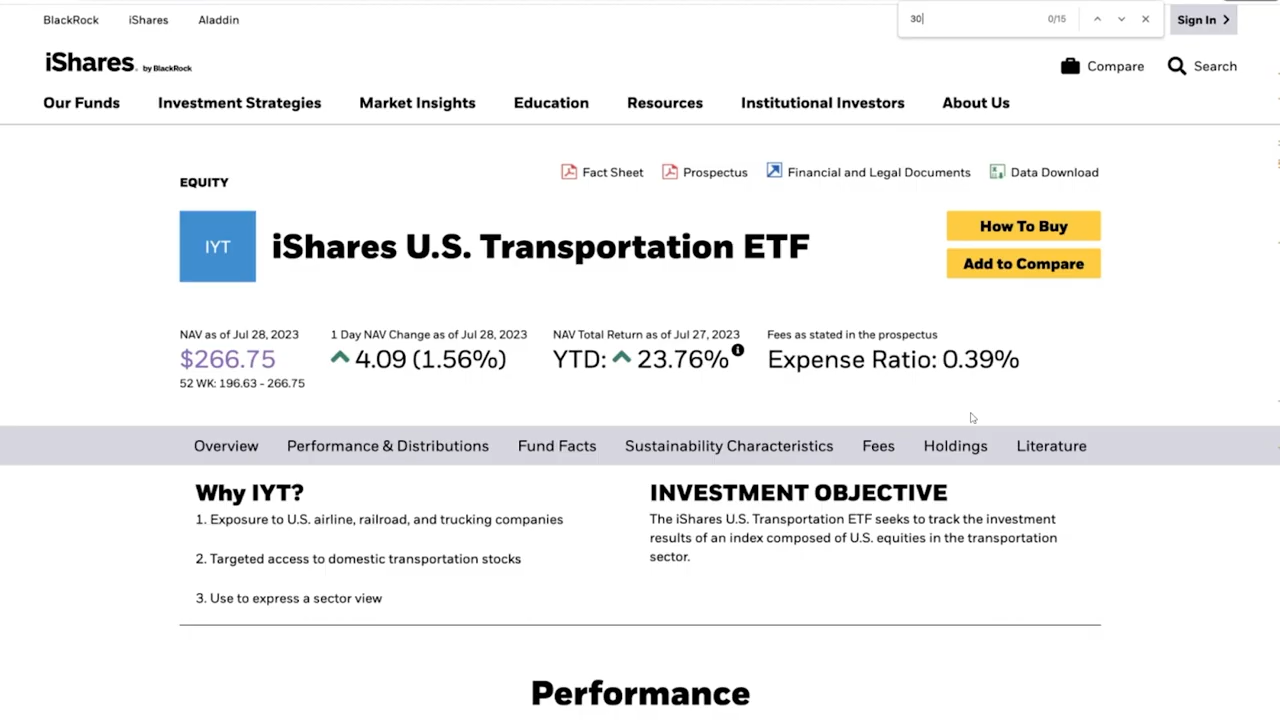 BlackRock iShares Aladdin
30 0/15
Sign In
iShares. by BlackRock
Compare Search
Our Funds Investment Strategies Market Insights Education Resources Institutional Investors About Us
Fact Sheet Prospectus Financial and Legal Documents Data Download
EQUITY
IYT
iShares U.S. Transportation ETF
How To Buy
Add to Compare
NAV as of Jul 28, 2023
$266.75
52 WK: 196.63 - 266.75
1 Day NAV Change as of Jul 28, 2023
4.09 (1.56%)
NAV Total Return as of Jul 27, 2023
YTD: 23.76%
Fees as stated in the prospectus
Expense Ratio: 0.39%
Overview Performance & Distributions Fund Facts Sustainability Characteristics Fees Holdings Literature
Why IYT?
1. Exposure to U.S. airline, railroad, and trucking companies
2. Targeted access to domestic transportation stocks
3. Use to express a sector view
INVESTMENT OBJECTIVE
The iShares U.S. Transportation ETF seeks to track the investment
results of an index composed of U.S. equities in the transportation
sector.
Performance